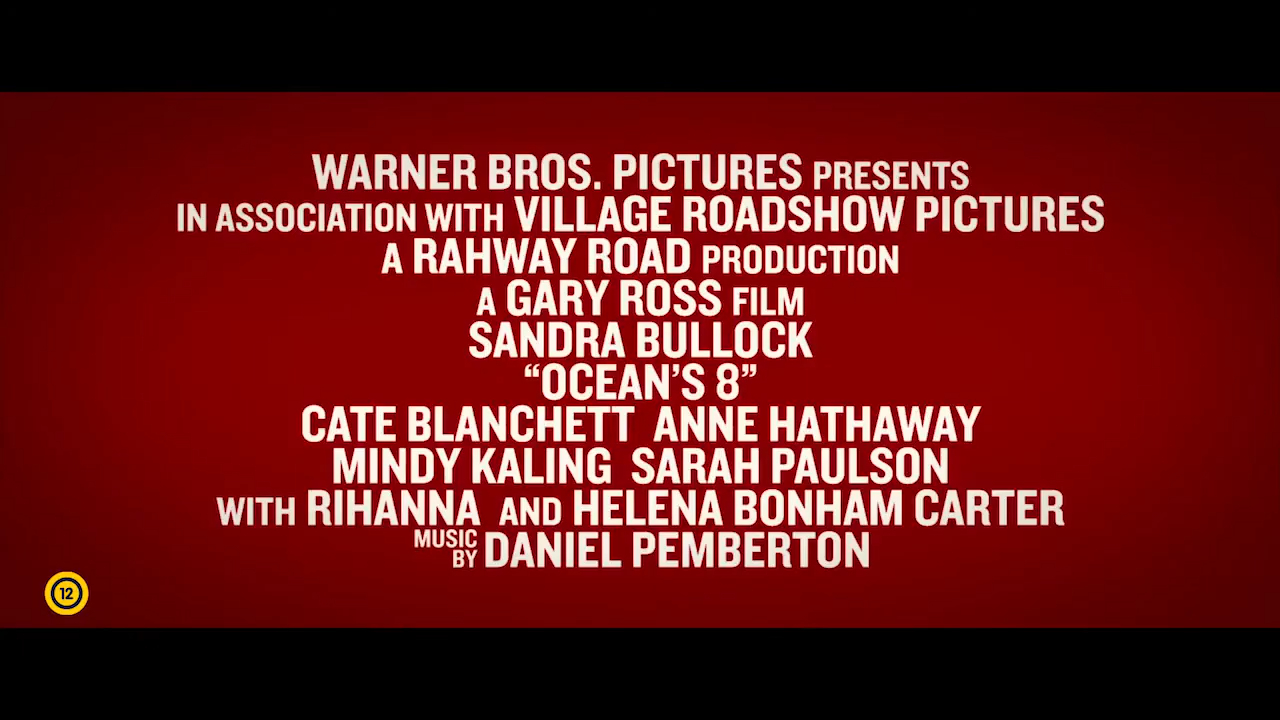 WARNER BROS. PICTURES PRESENTS
IN ASSOCIATION WITH VILLAGE ROADSHOW PICTURES
A RAHWAY ROAD PRODUCTION
A GARY ROSS FILM
SANDRA BULLOCK
“OCEAN’S 8”
CATE BLANCHETT ANNE HATHAWAY
MINDY KALING SARAH PAULSON
WITH RIHANNA AND HELENA BONHAM CARTER
MUSIC BY DANIEL PEMBERTON
12